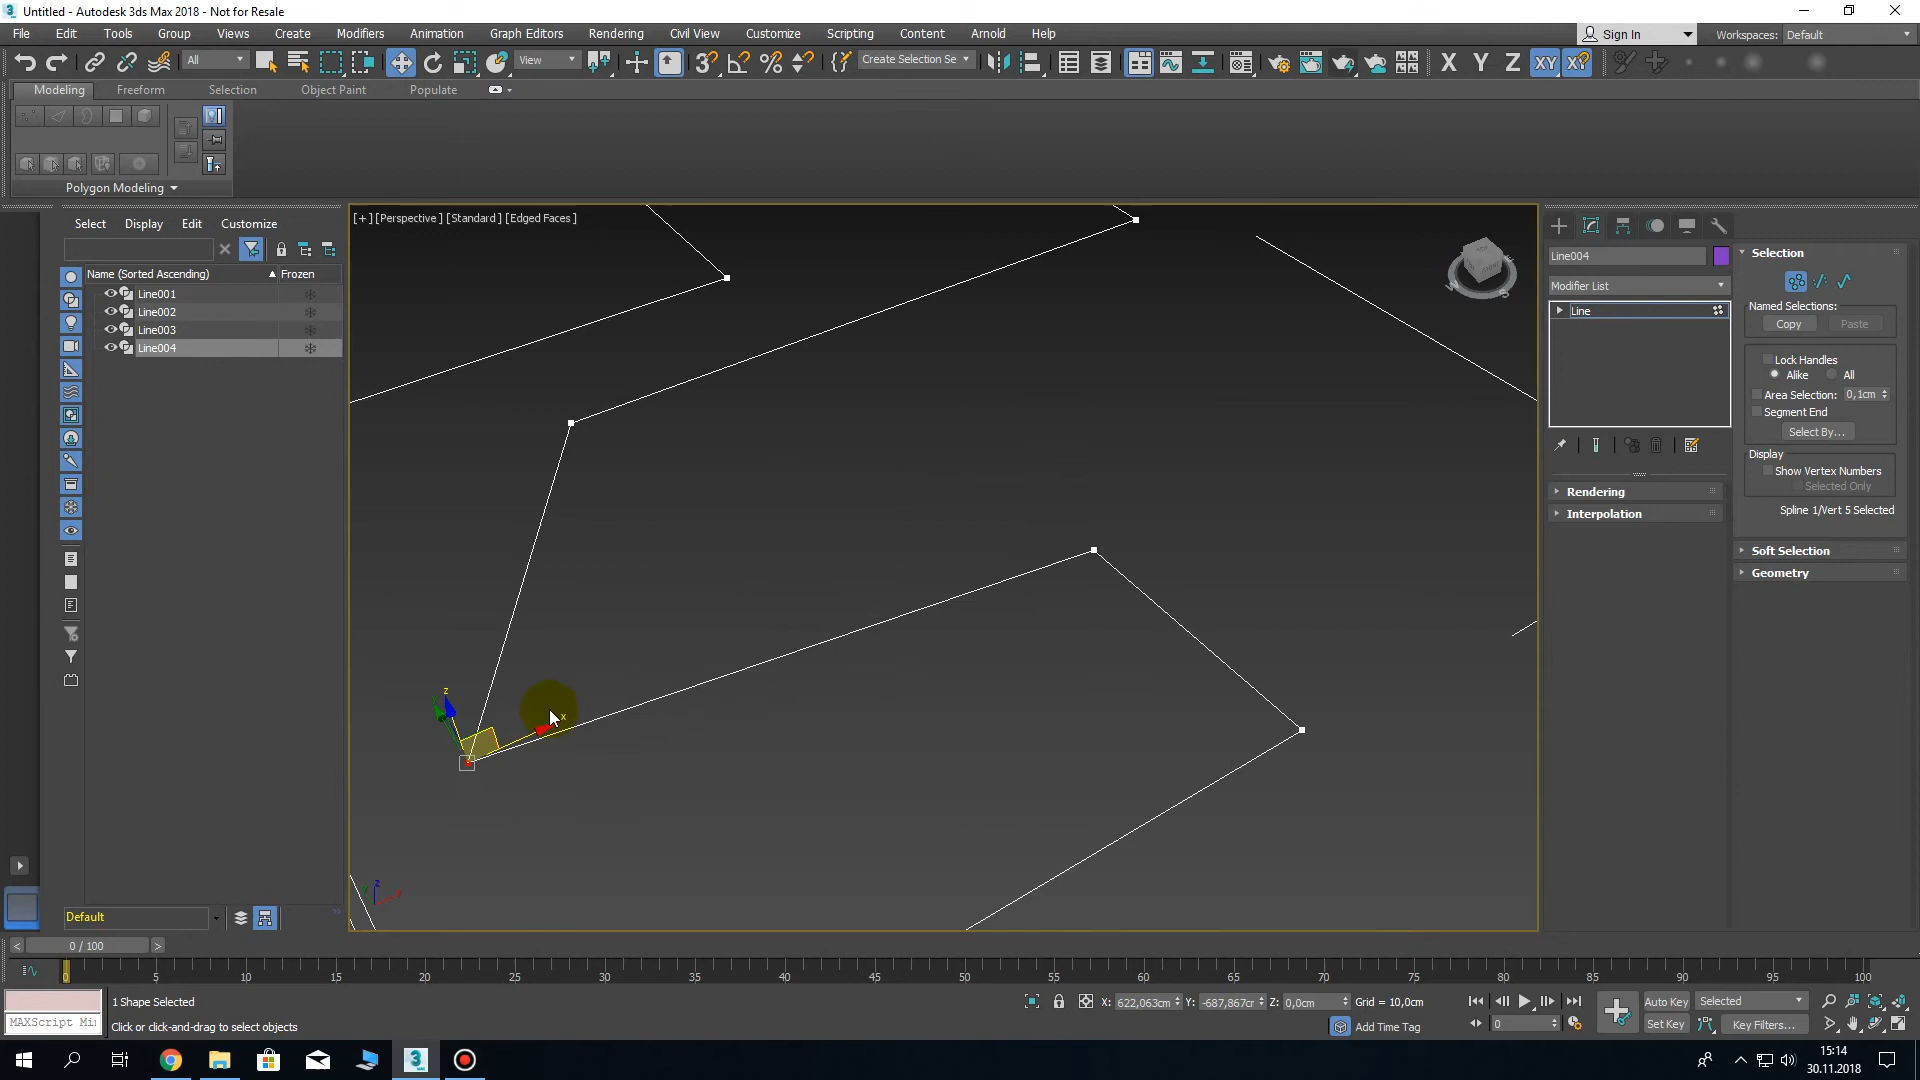 Untitled - Autodesk 3ds Max 2018 - Not for Resale
File Edit Tools Group Views Create Modifiers Animation Graph Editors Rendering Civil View Customize Scripting Content Arnold Help
Sign In
Workspaces: Default
All
View
Create Selection Se
X Y Z XY XY
Modeling Freeform Selection Object Paint Populate
Polygon Modeling
Select Display Edit Customize
Name (Sorted Ascending) Frozen
Line001
Line002
Line003
Line004
[+] [Perspective ] [Standard ] [Edged Faces ]
z
x
W
S
z
Line004
Modifier List
Line
Rendering
Interpolation
Selection
Named Selections:
Copy Paste
Lock Handles
Alike All
Area Selection: 0,1cm
Segment End
Select By...
Display
Show Vertex Numbers
Selected Only
Spline 1/Vert 5 Selected
Soft Selection
Geometry
Default
< 0 / 100 >
0 5 10 15 20 25 30 35 40 45 50 55 60 65 70 75 80 85 90 95 100
1 Shape Selected
MAXScript Mi
Click or click-and-drag to select objects
X: 622,063cm Y: -687,867cm Z: 0,0cm Grid = 10,0cm
Add Time Tag
0
Auto Key Selected
Set Key Key Filters...
15:14
30.11.2018